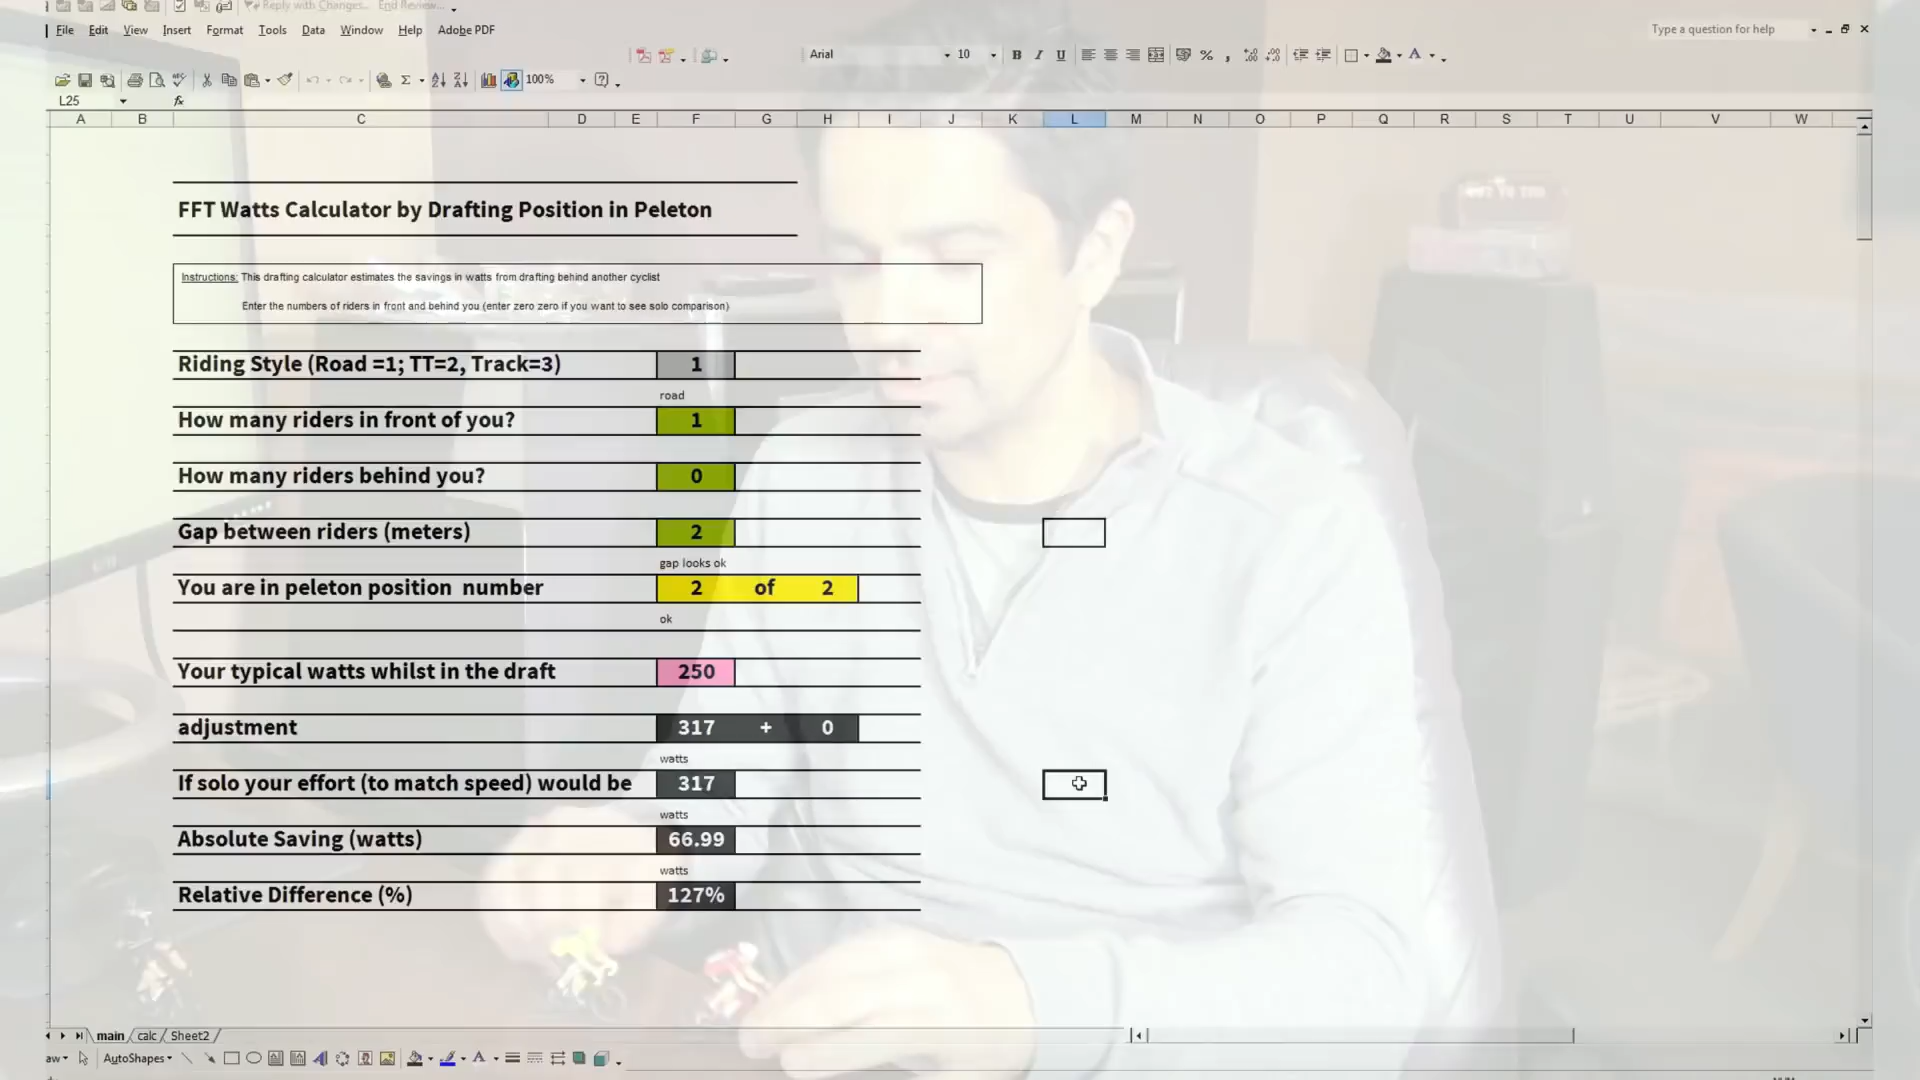 Reply with Changes... End Review...
File Edit View Insert Format Tools Data Window Help Adobe PDF
Type a question for help
Arial 10 B I U % ,
Σ 100%
L25 fx
A B C D E F G H I J K L M N O P Q R S T U V W
FFT Watts Calculator by Drafting Position in Peleton
Instructions: This drafting calculator estimates the savings in watts from drafting behind another cyclist
Enter the numbers of riders in front and behind you (enter zero zero if you want to see solo comparison)
Riding Style (Road =1; TT=2, Track=3) 1
road
How many riders in front of you? 1
How many riders behind you? 0
Gap between riders (meters) 2
gap looks ok
You are in peleton position number 2 of 2
ok
Your typical watts whilst in the draft 250
adjustment 317 + 0
watts
If solo your effort (to match speed) would be 317
watts
Absolute Saving (watts) 66.99
watts
Relative Difference (%) 127%
main calc Sheet2
aw AutoShapes